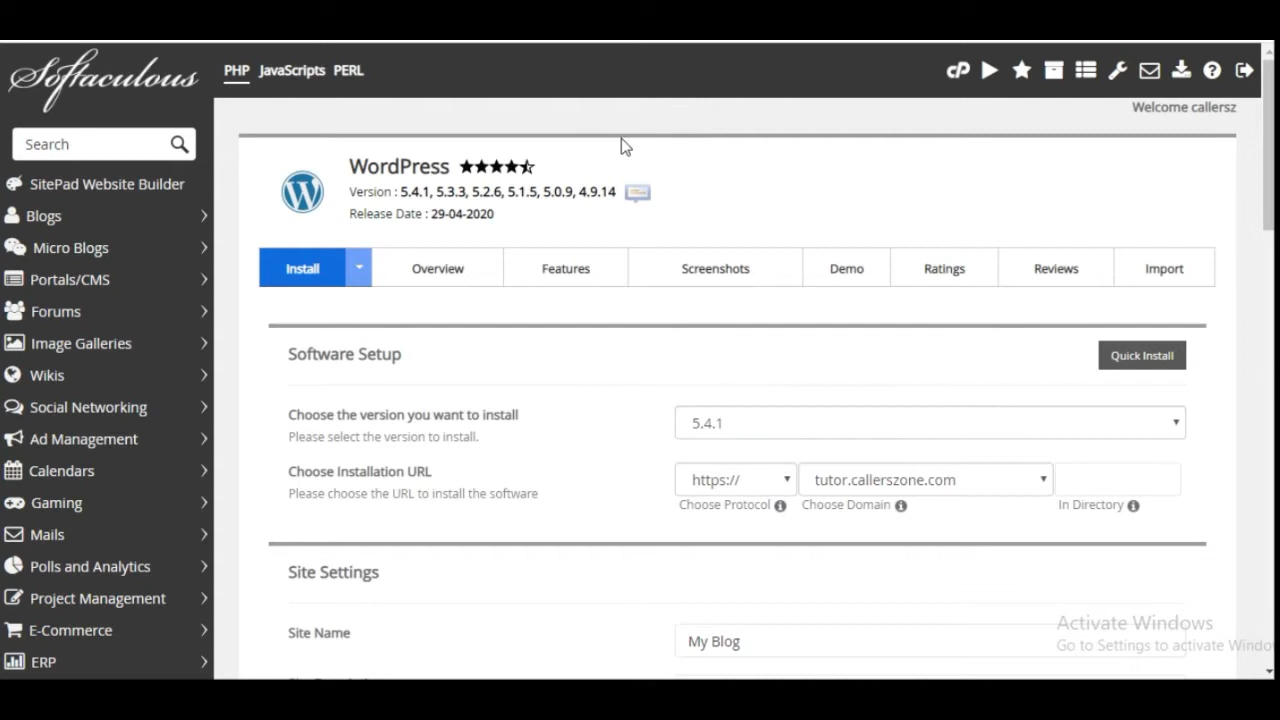 Softaculous
PHP JavaScripts PERL
Welcome callersz
Search
SitePad Website Builder
Blogs
Micro Blogs
Portals/CMS
Forums
Image Galleries
Wikis
Social Networking
Ad Management
Calendars
Gaming
Mails
Polls and Analytics
Project Management
E-Commerce
ERP
WordPress
Version : 5.4.1, 5.3.3, 5.2.6, 5.1.5, 5.0.9, 4.9.14
Release Date : 29-04-2020
Install Overview Features Screenshots Demo Ratings Reviews Import
Software Setup Quick Install
Choose the version you want to install
Please select the version to install.
5.4.1
Choose Installation URL
Please choose the URL to install the software
https:// tutor.callerszone.com
Choose Protocol Choose Domain In Directory
Site Settings
Site Name My Blog
Activate Windows
Go to Settings to activate Windo